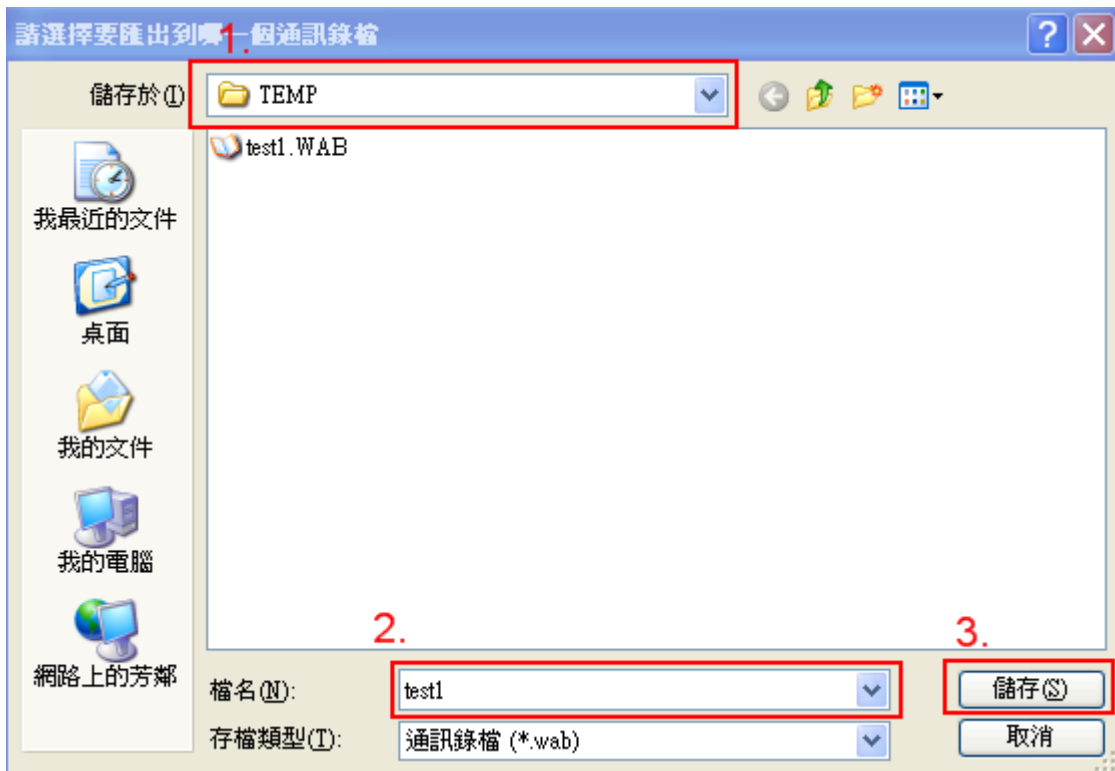 請選擇要匯出到哪一個通訊錄檔
1.
儲存於(I)
TEMP
test1.WAB
我最近的文件
桌面
我的文件
我的電腦
網路上的芳鄰
2.
3.
檔名(N):
test1
儲存(S)
存檔類型(T):
通訊錄檔 (*.wab)
取消